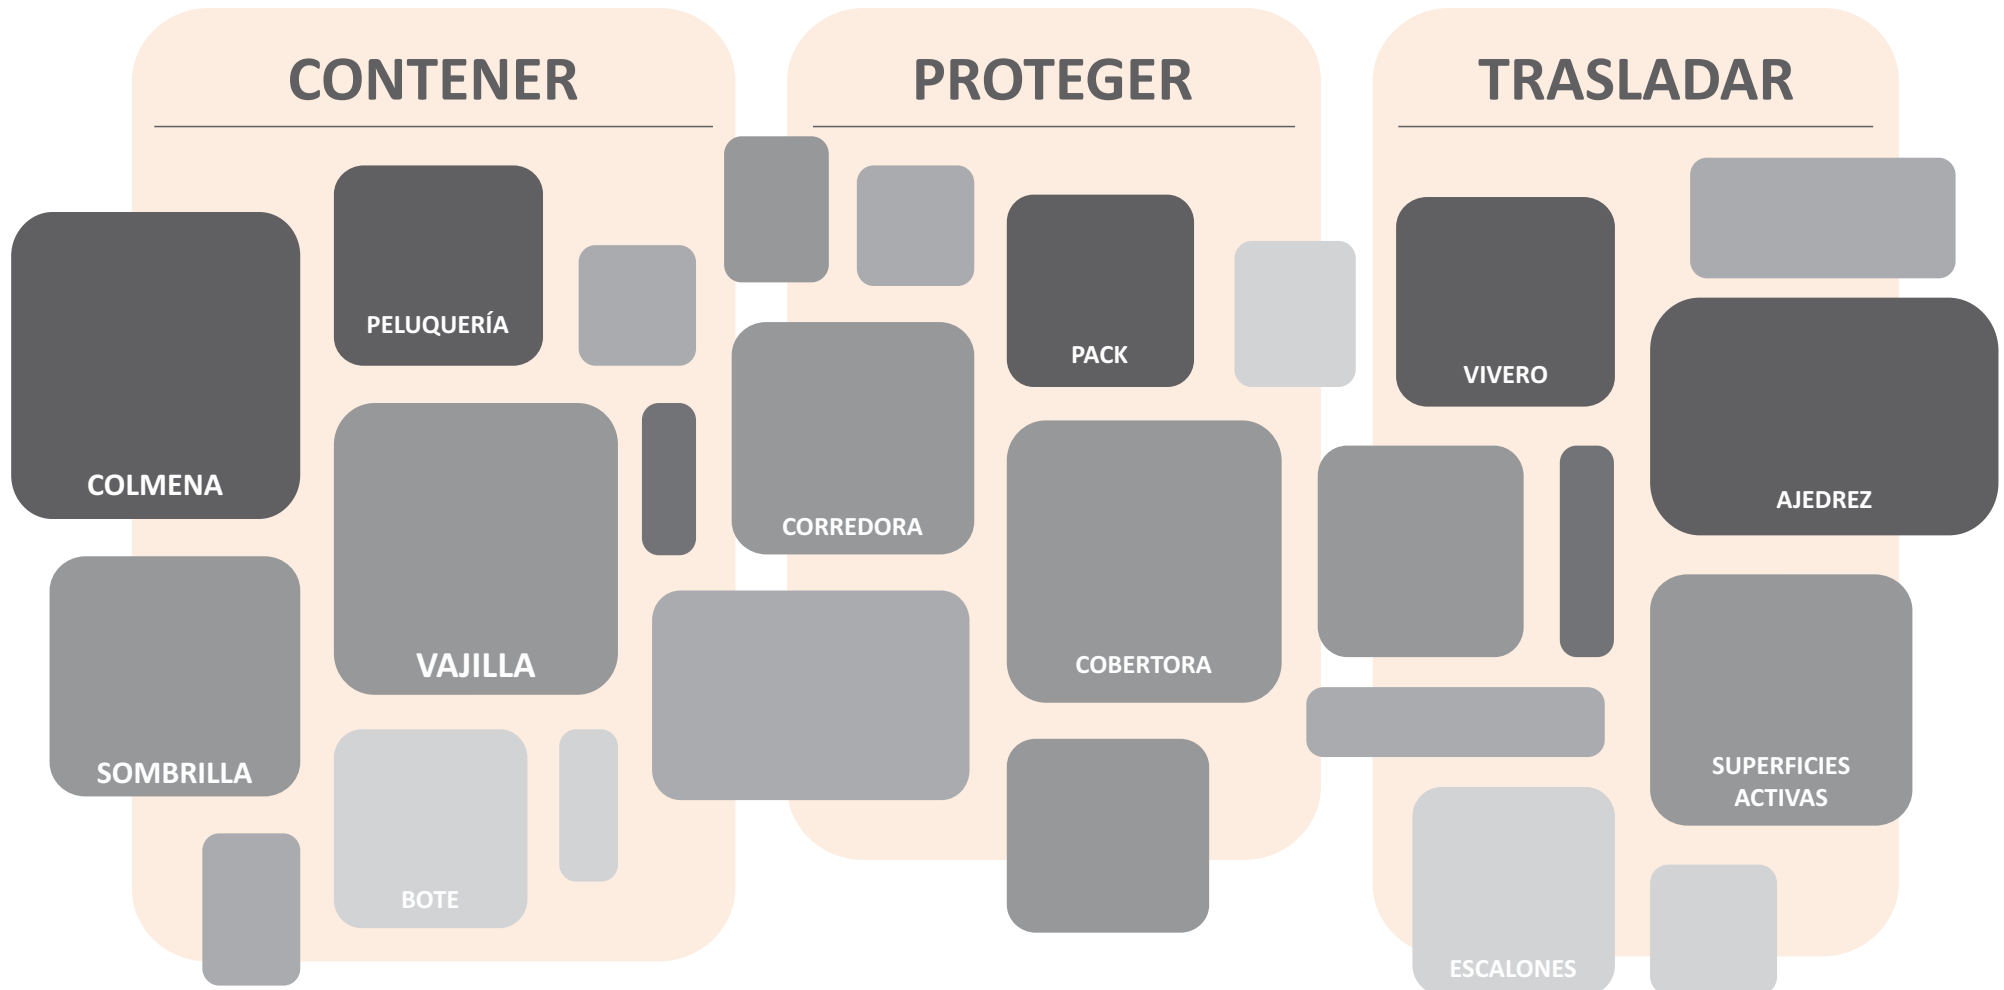 CONTENER
PELUQUERÍA
COLMENA
VAJILLA
SOMBRILLA
BOTE
PROTEGER
PACK
CORREDORA
COBERTORA
TRASLADAR
VIVERO
AJEDREZ
SUPERFICIES
ACTIVAS
ESCALONES